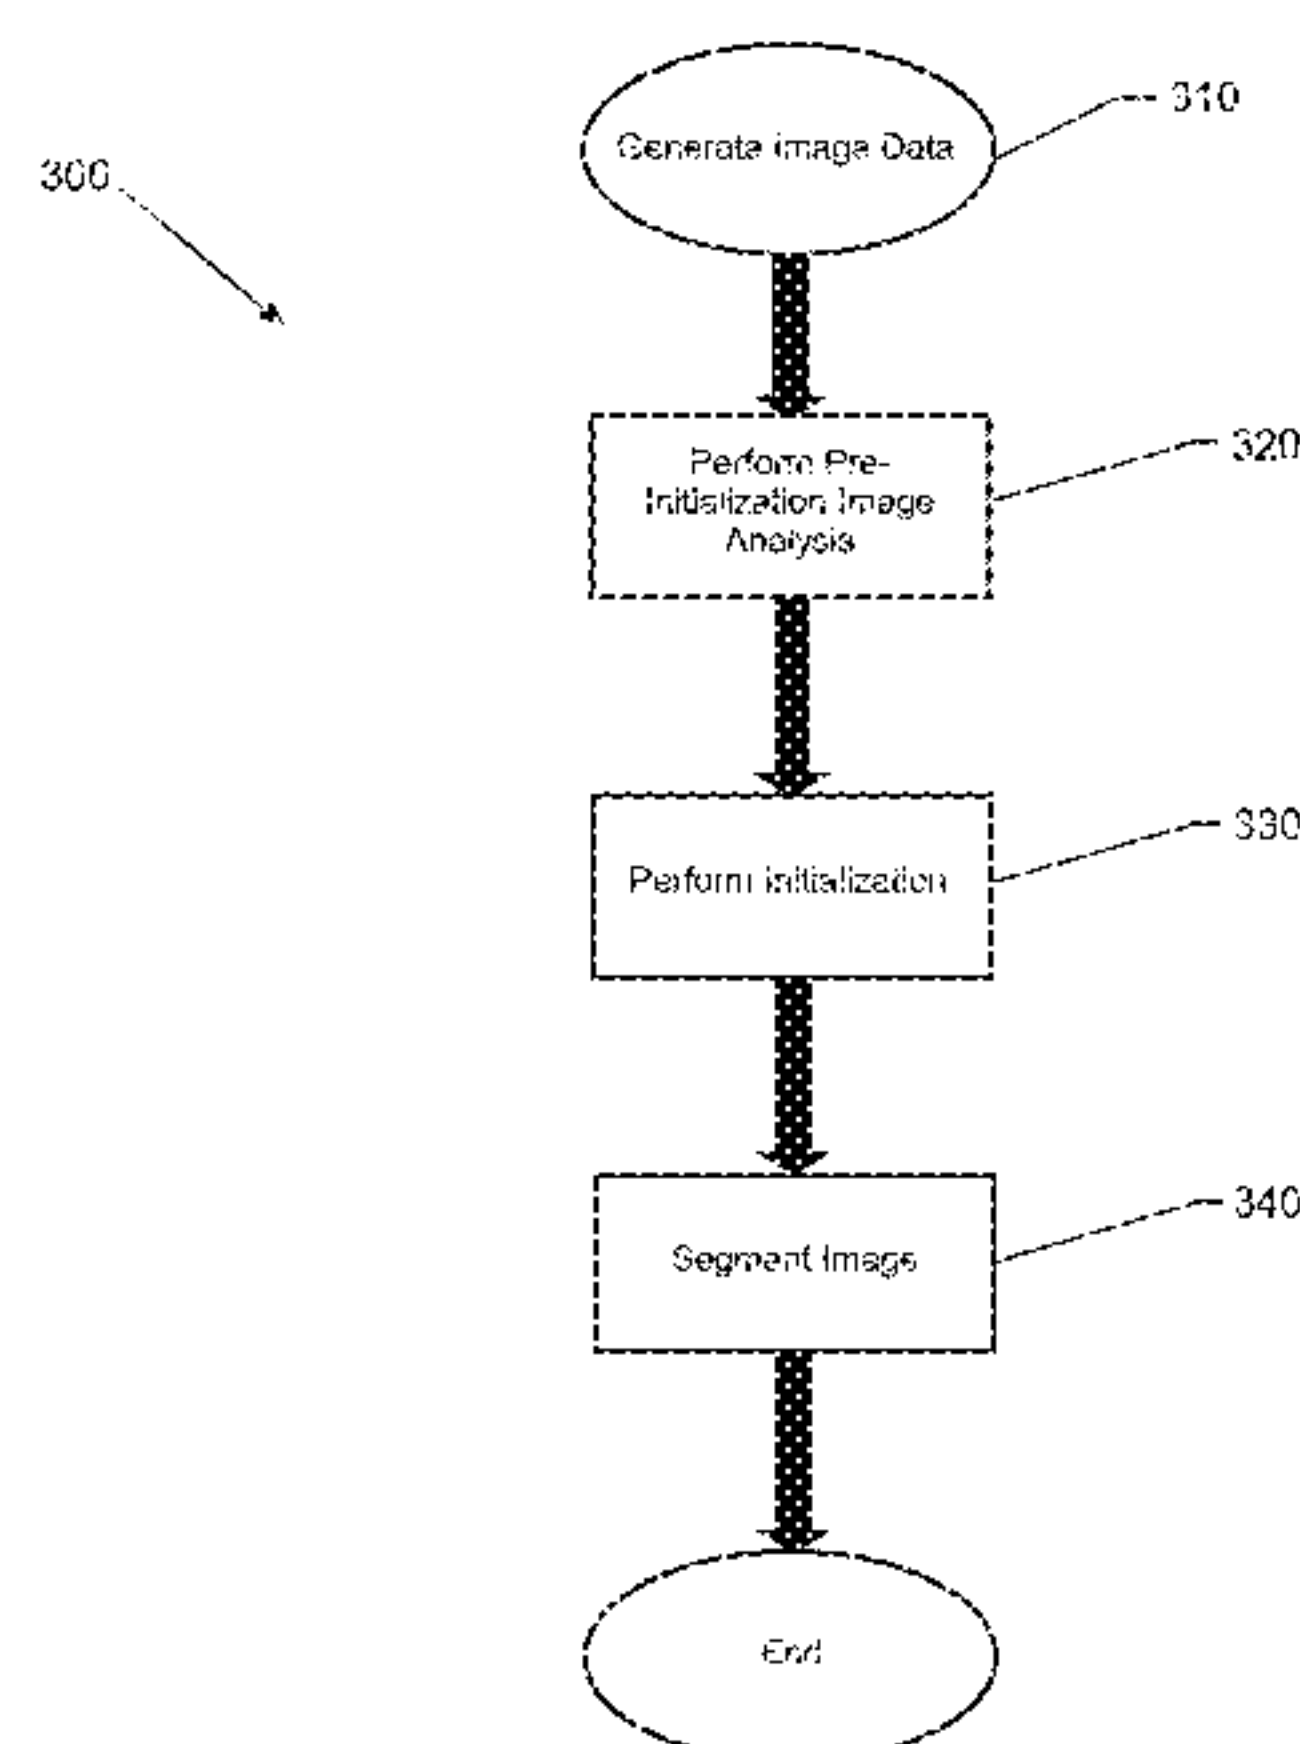 310
Generate Image Data
300
320
Perform Pre-
Initialization Image
Analysis
330
Perform Initialization
340
Segment Image
End